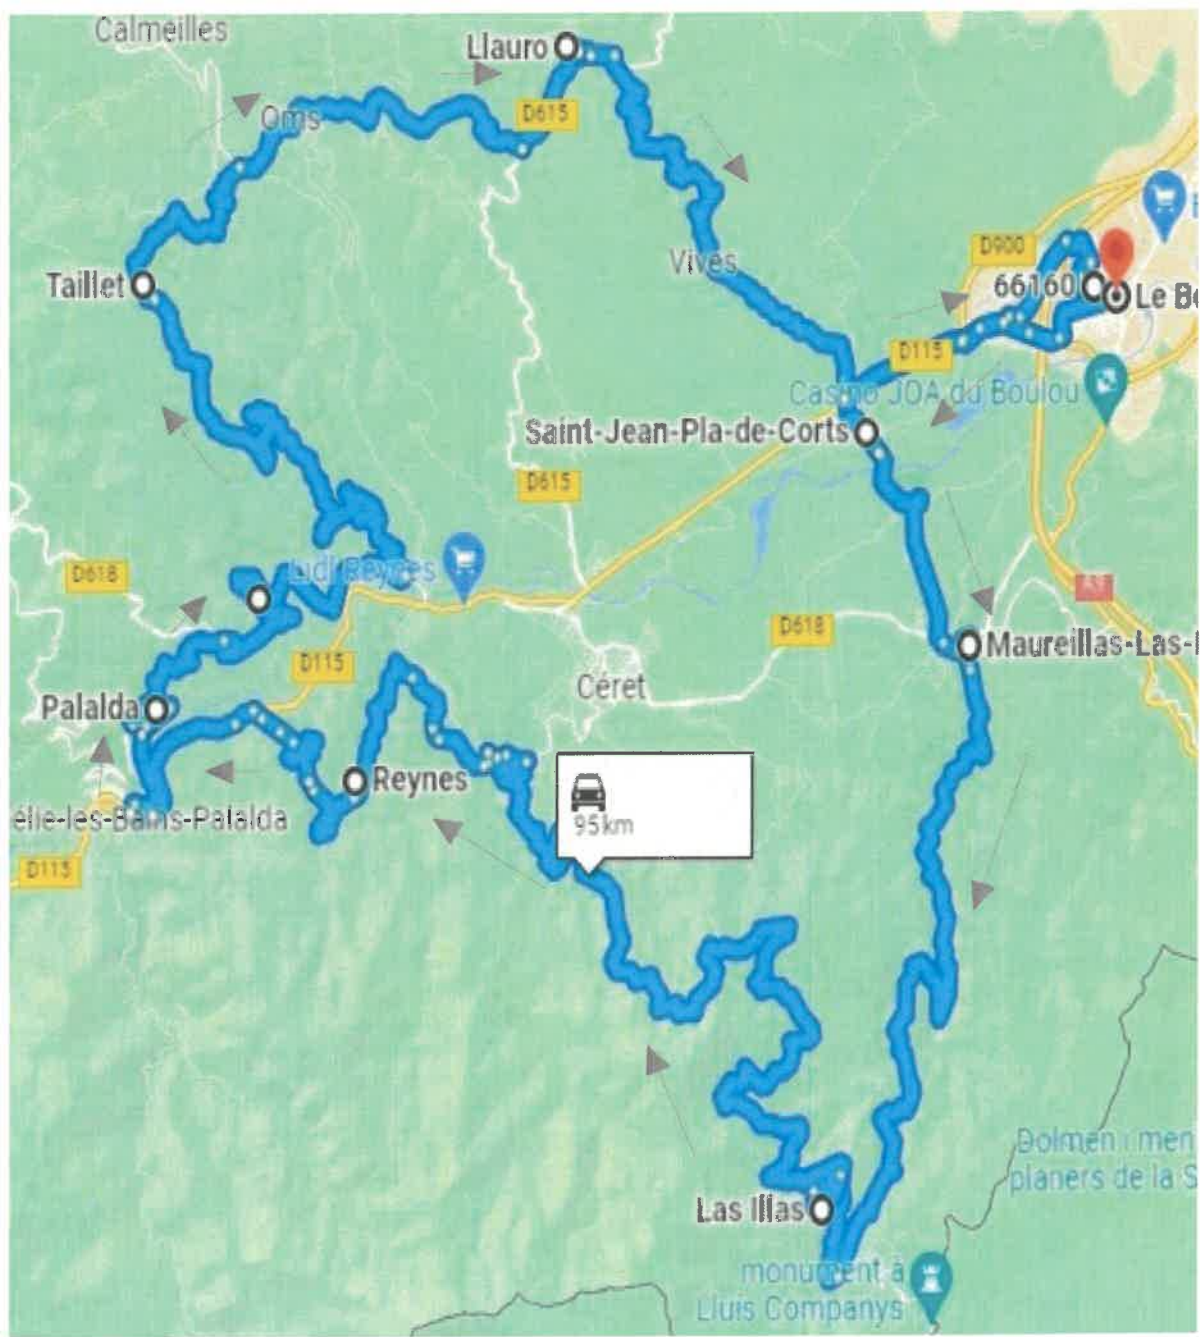 Calmeilles
Llauro
D615
Oms
Vivès
D900
66160
Le Bo
Taillet
D115
Casino JOA du Boulou
Saint-Jean-Pla-de-Corts
D615
Lidl Reynès
D618
D618
Maureillas-Las-I
D115
Céret
Palalda
Reynes
95km
élie-les-Bains-Palalda
D115
Dolmen i men
planers de la S
Las Illas
monument à
Lluis Companys